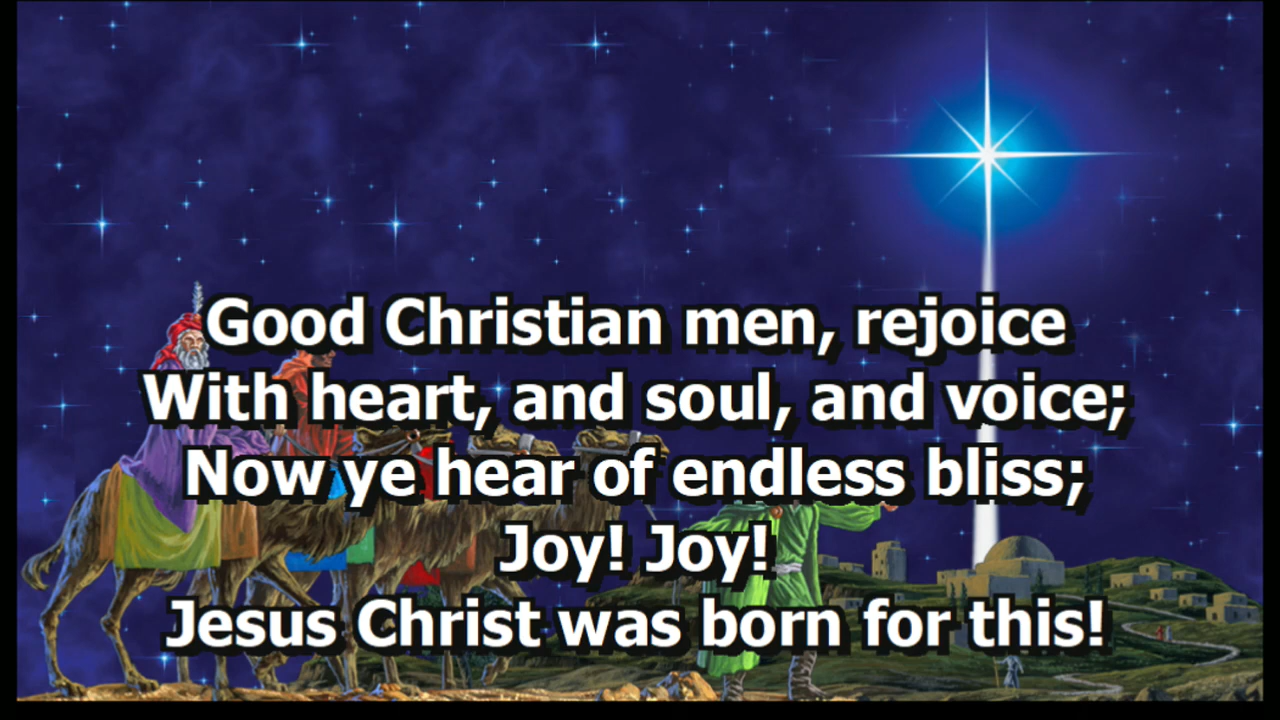 Good Christian men, rejoice
With heart, and soul, and voice;
Now ye hear of endless bliss;
Joy! Joy!
Jesus Christ was born for this!